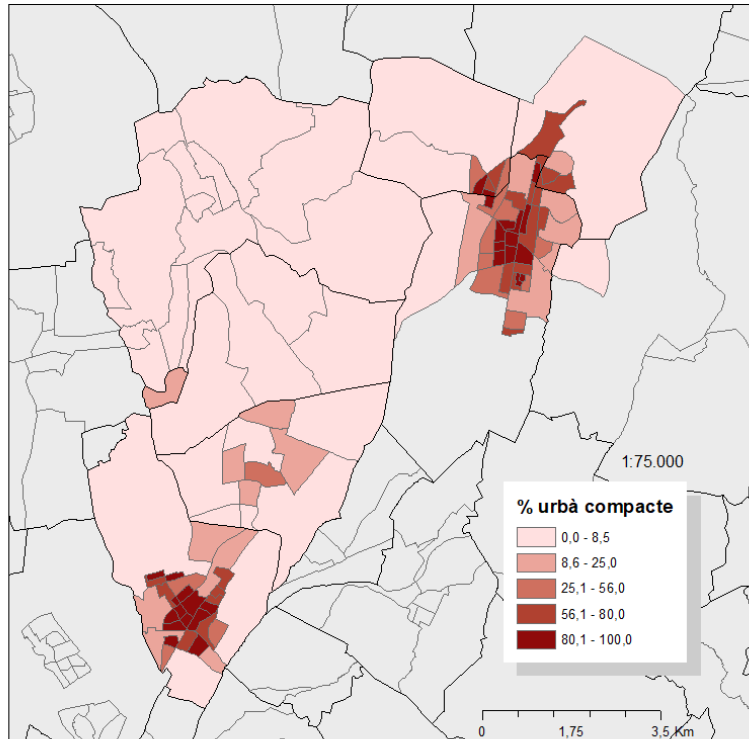 1:75.000
% urbà compacte
0,0 - 8,5
8,6 - 25,0
25,1 - 56,0
56,1 - 80,0
80,1 - 100,0
0 1,75 3,5 Km